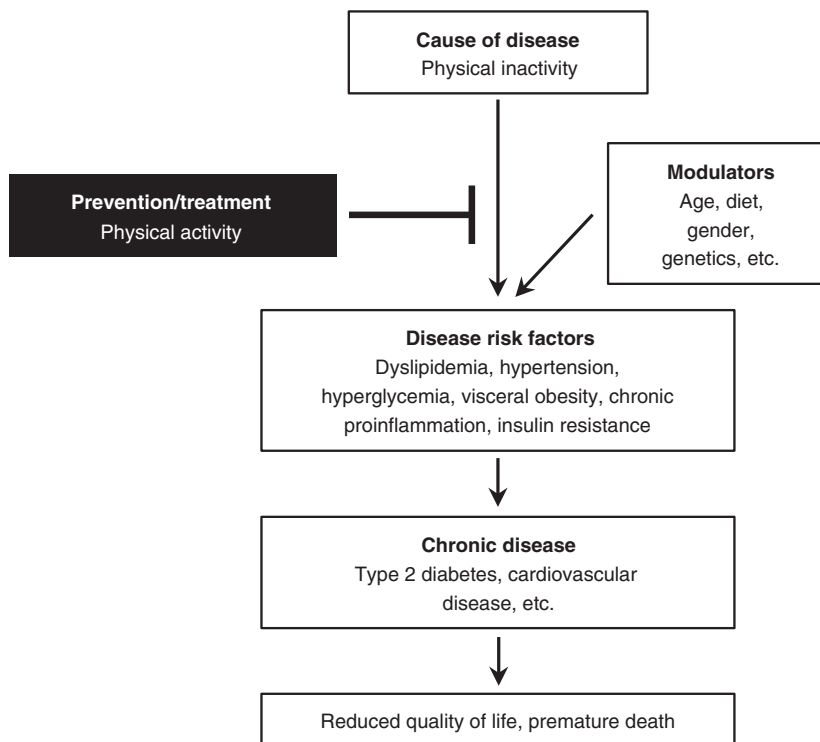 Cause of disease
Physical inactivity
Prevention/treatment
Physical activity
Modulators
Age, diet,
gender,
genetics, etc.
Disease risk factors
Dyslipidemia, hypertension,
hyperglycemia, visceral obesity, chronic
proinflammation, insulin resistance
Chronic disease
Type 2 diabetes, cardiovascular
disease, etc.
Reduced quality of life, premature death